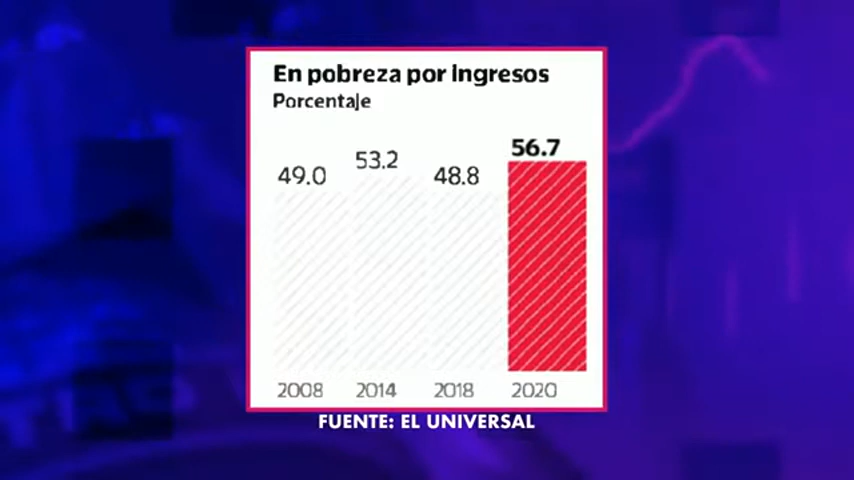 En pobreza por ingresos
Porcentaje
49.0
53.2
48.8
56.7
2008
2014
2018
2020
FUENTE: EL UNIVERSAL